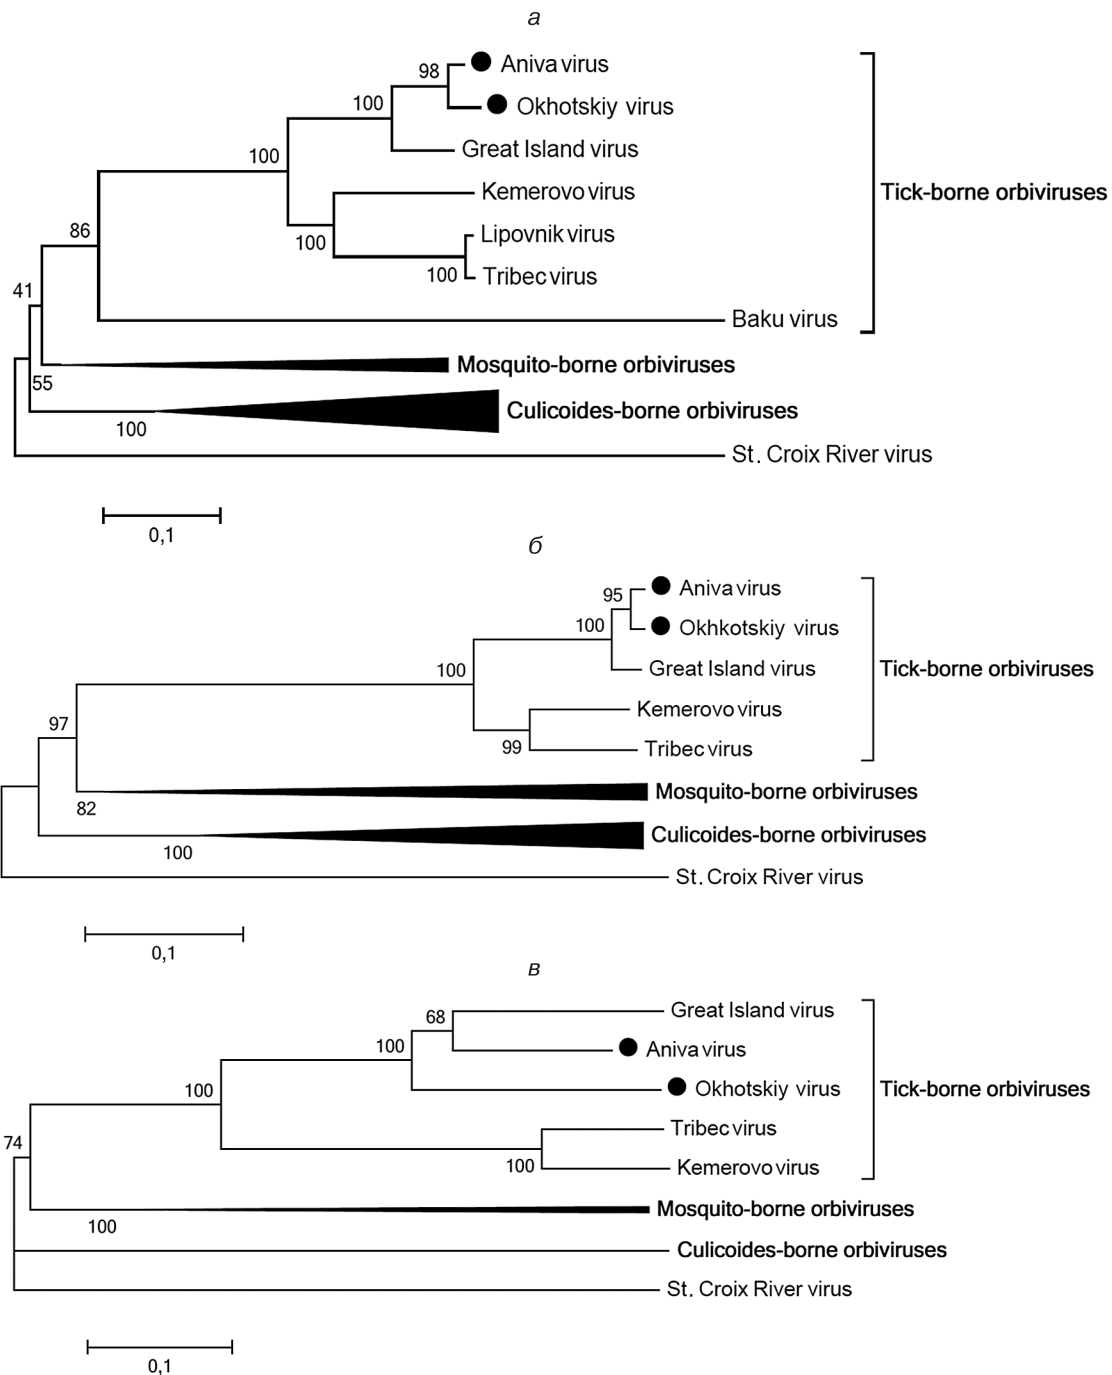 а
98
Aniva virus
100
Okhotskiy virus
Great Island virus
100
Kemerovo virus
Tick-borne orbiviruses
86
100
Lipovnik virus
100
Tribec virus
41
Baku virus
Mosquito-borne orbiviruses
55
Culicoides-borne orbiviruses
100
St. Croix River virus
0,1
б
95
Aniva virus
100
Okhkotskiy virus
100
Great Island virus
Tick-borne orbiviruses
97
Kemerovo virus
99
Tribec virus
Mosquito-borne orbiviruses
82
Culicoides-borne orbiviruses
100
St. Croix River virus
0,1
в
68
Great Island virus
100
Aniva virus
100
Okhotskiy virus
Tick-borne orbiviruses
74
Tribec virus
100
Kemerovo virus
Mosquito-borne orbiviruses
100
Culicoides-borne orbiviruses
St. Croix River virus
0,1